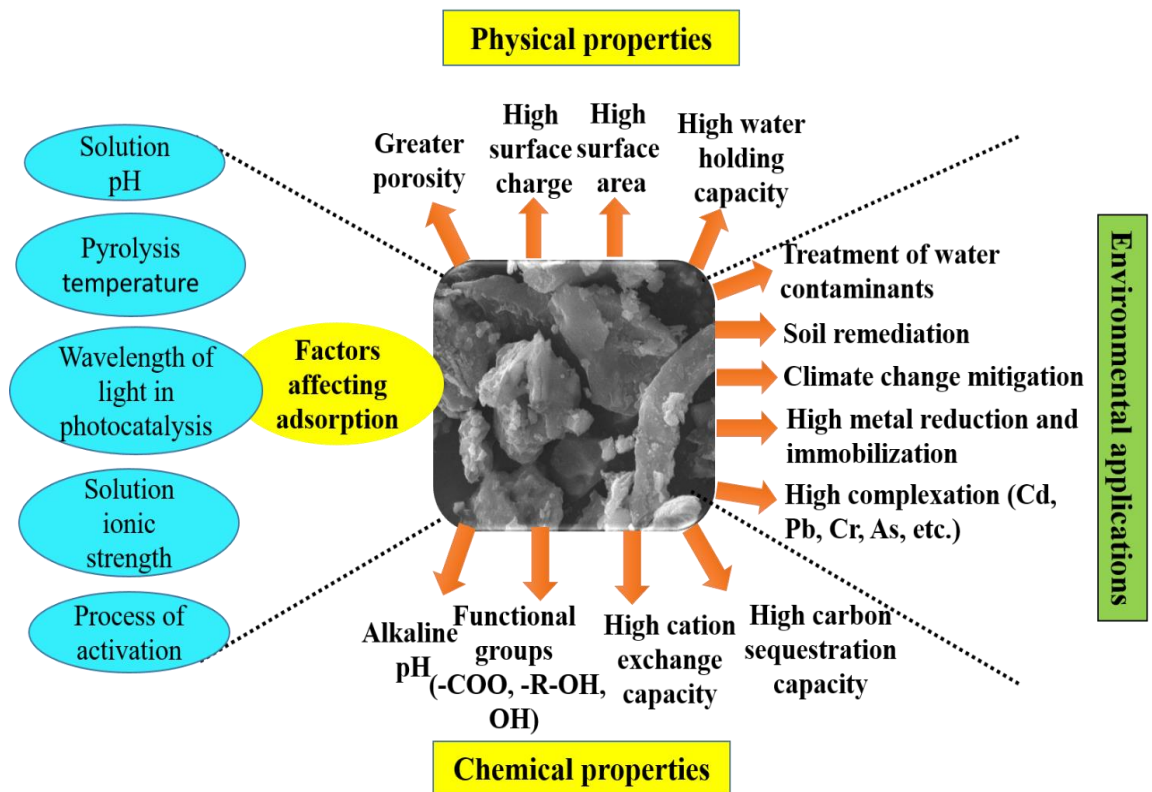 Physical properties
Solution
pH
Pyrolysis
temperature
Wavelength of
light in
photocatalysis
Solution
ionic
strength
Process of
activation
Factors
affecting
adsorption
Greater
porosity
High
surface
charge
High
surface
area
High water
holding
capacity
Treatment of water
contaminants
Soil remediation
Climate change mitigation
High metal reduction and
immobilization
High complexation (Cd,
Pb, Cr, As, etc.)
Environmental applications
Alkaline
pH
Functional
groups
(-COO, -R-OH,
OH)
High cation
exchange
capacity
High carbon
sequestration
capacity
Chemical properties